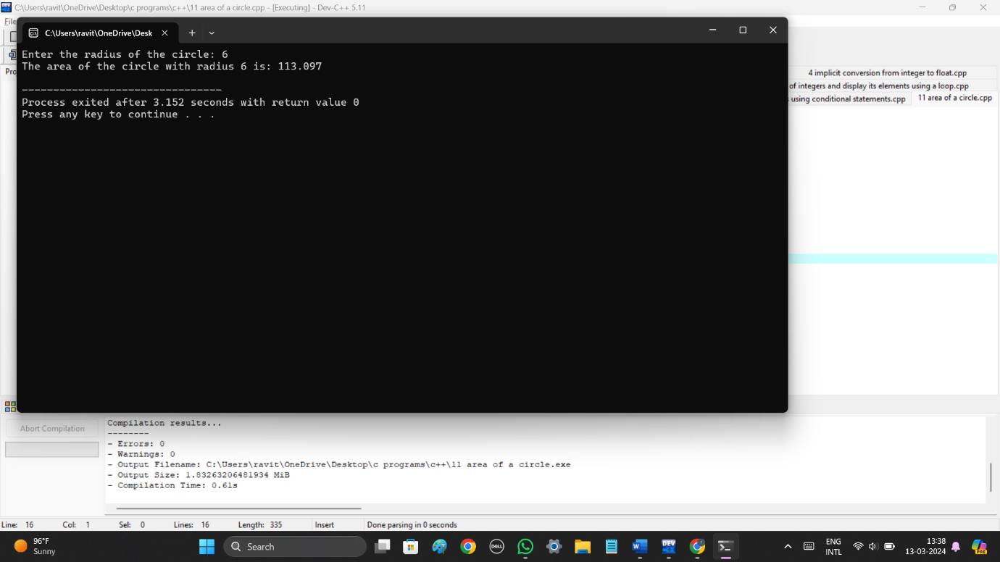 C:\Users\ravit\OneDrive\Desktop\c programs\c++\11 area of a circle.cpp - [Executing] - Dev-C++ 5.11
File
C:\Users\ravit\OneDrive\Desk
Enter the radius of the circle: 6
The area of the circle with radius 6 is: 113.097
--------------------------------
Process exited after 3.152 seconds with return value 0
Press any key to continue . . .
Pro
4 implicit conversion from integer to float.cpp
of integers and display its elements using a loop.cpp
using conditional statements.cpp
11 area of a circle.cpp
Abort Compilation
Compilation results...
--------
- Errors: 0
- Warnings: 0
- Output Filename: C:\Users\ravit\OneDrive\Desktop\c programs\c++\11 area of a circle.exe
- Output Size: 1.83263206481934 MiB
- Compilation Time: 0.61s
Line: 16 Col: 1 Sel: 0 Lines: 16 Length: 335 Insert Done parsing in 0 seconds
96°F
Sunny
Search
DELL
DEV
ENG
INTL
13:38
13-03-2024
PRE